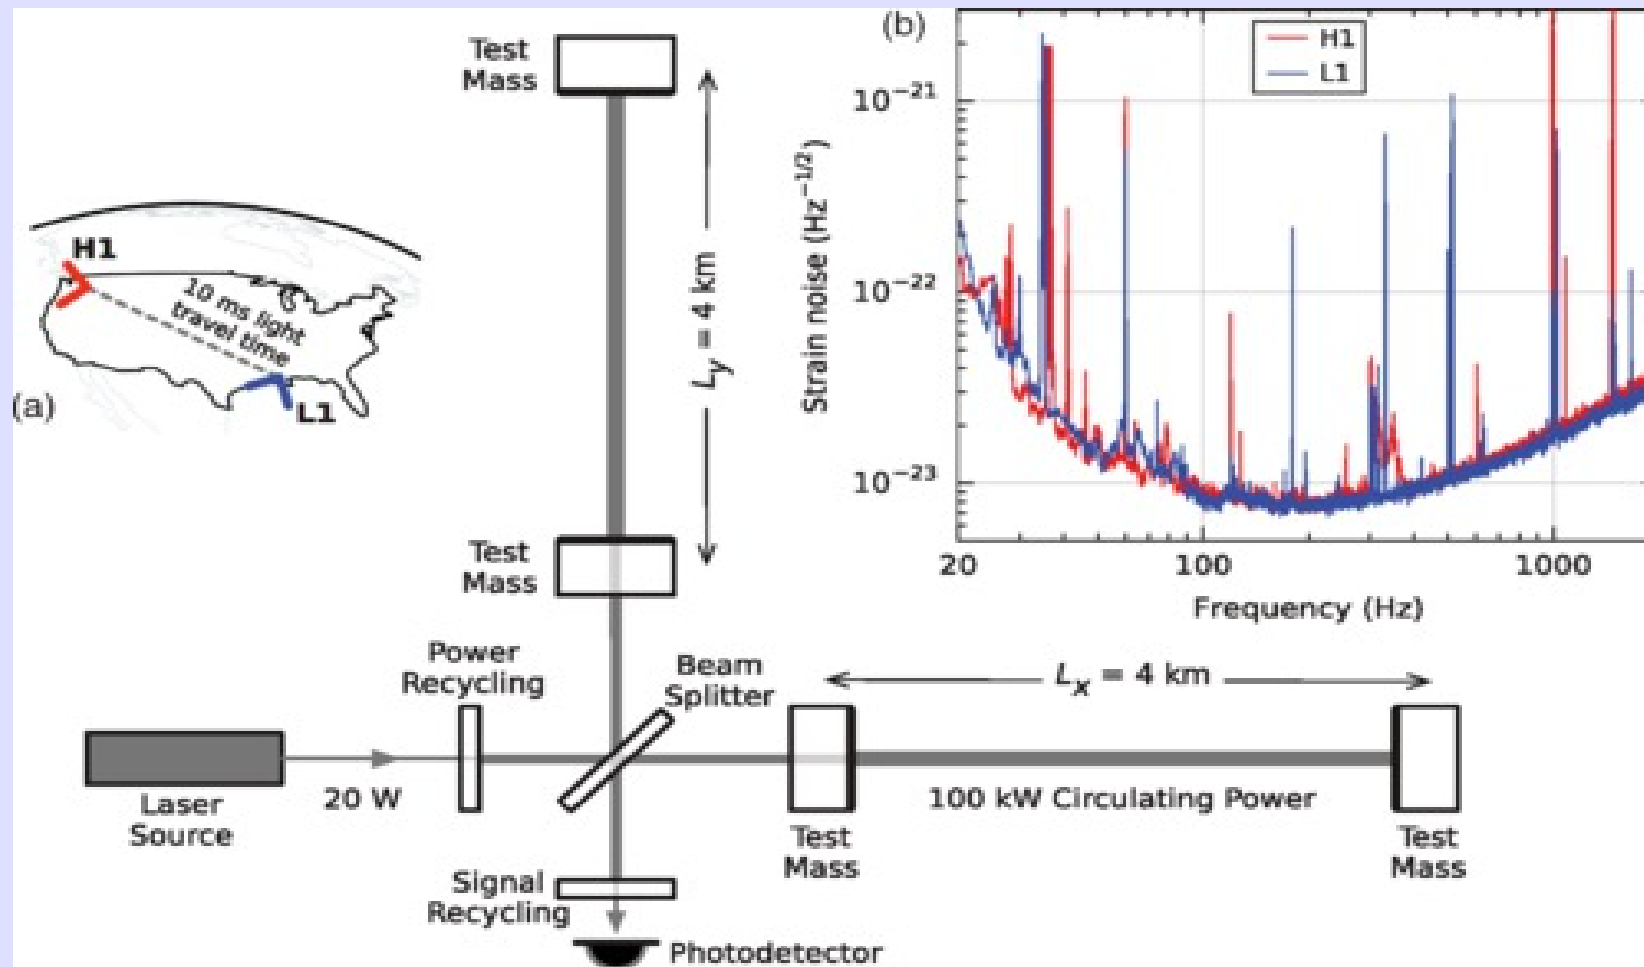 Test
Mass
L_y = 4 km
H1
10 ms light
travel time
L1
(a)
Test
Mass
Power
Recycling
Beam
Splitter
L_x = 4 km
Laser
Source
20 W
100 kW Circulating Power
Test
Mass
Test
Mass
Signal
Recycling
Photodetector
(b)
H1
L1
Strain noise (Hz^{-1/2})
10^{-21}
10^{-22}
10^{-23}
20
100
1000
Frequency (Hz)